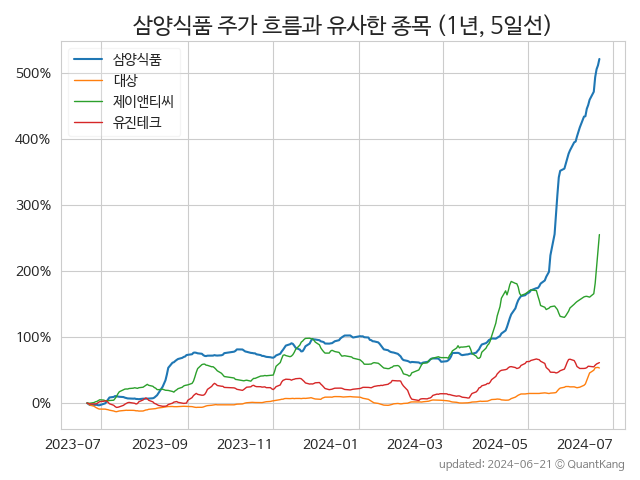 삼양식품 주가 흐름과 유사한 종목 (1년, 5일선)
삼양식품
대상
제이앤티씨
유진테크
500%
400%
300%
200%
100%
0%
2023-07 2023-09 2023-11 2024-01 2024-03 2024-05 2024-07
updated: 2024-06-21 © QuantKang